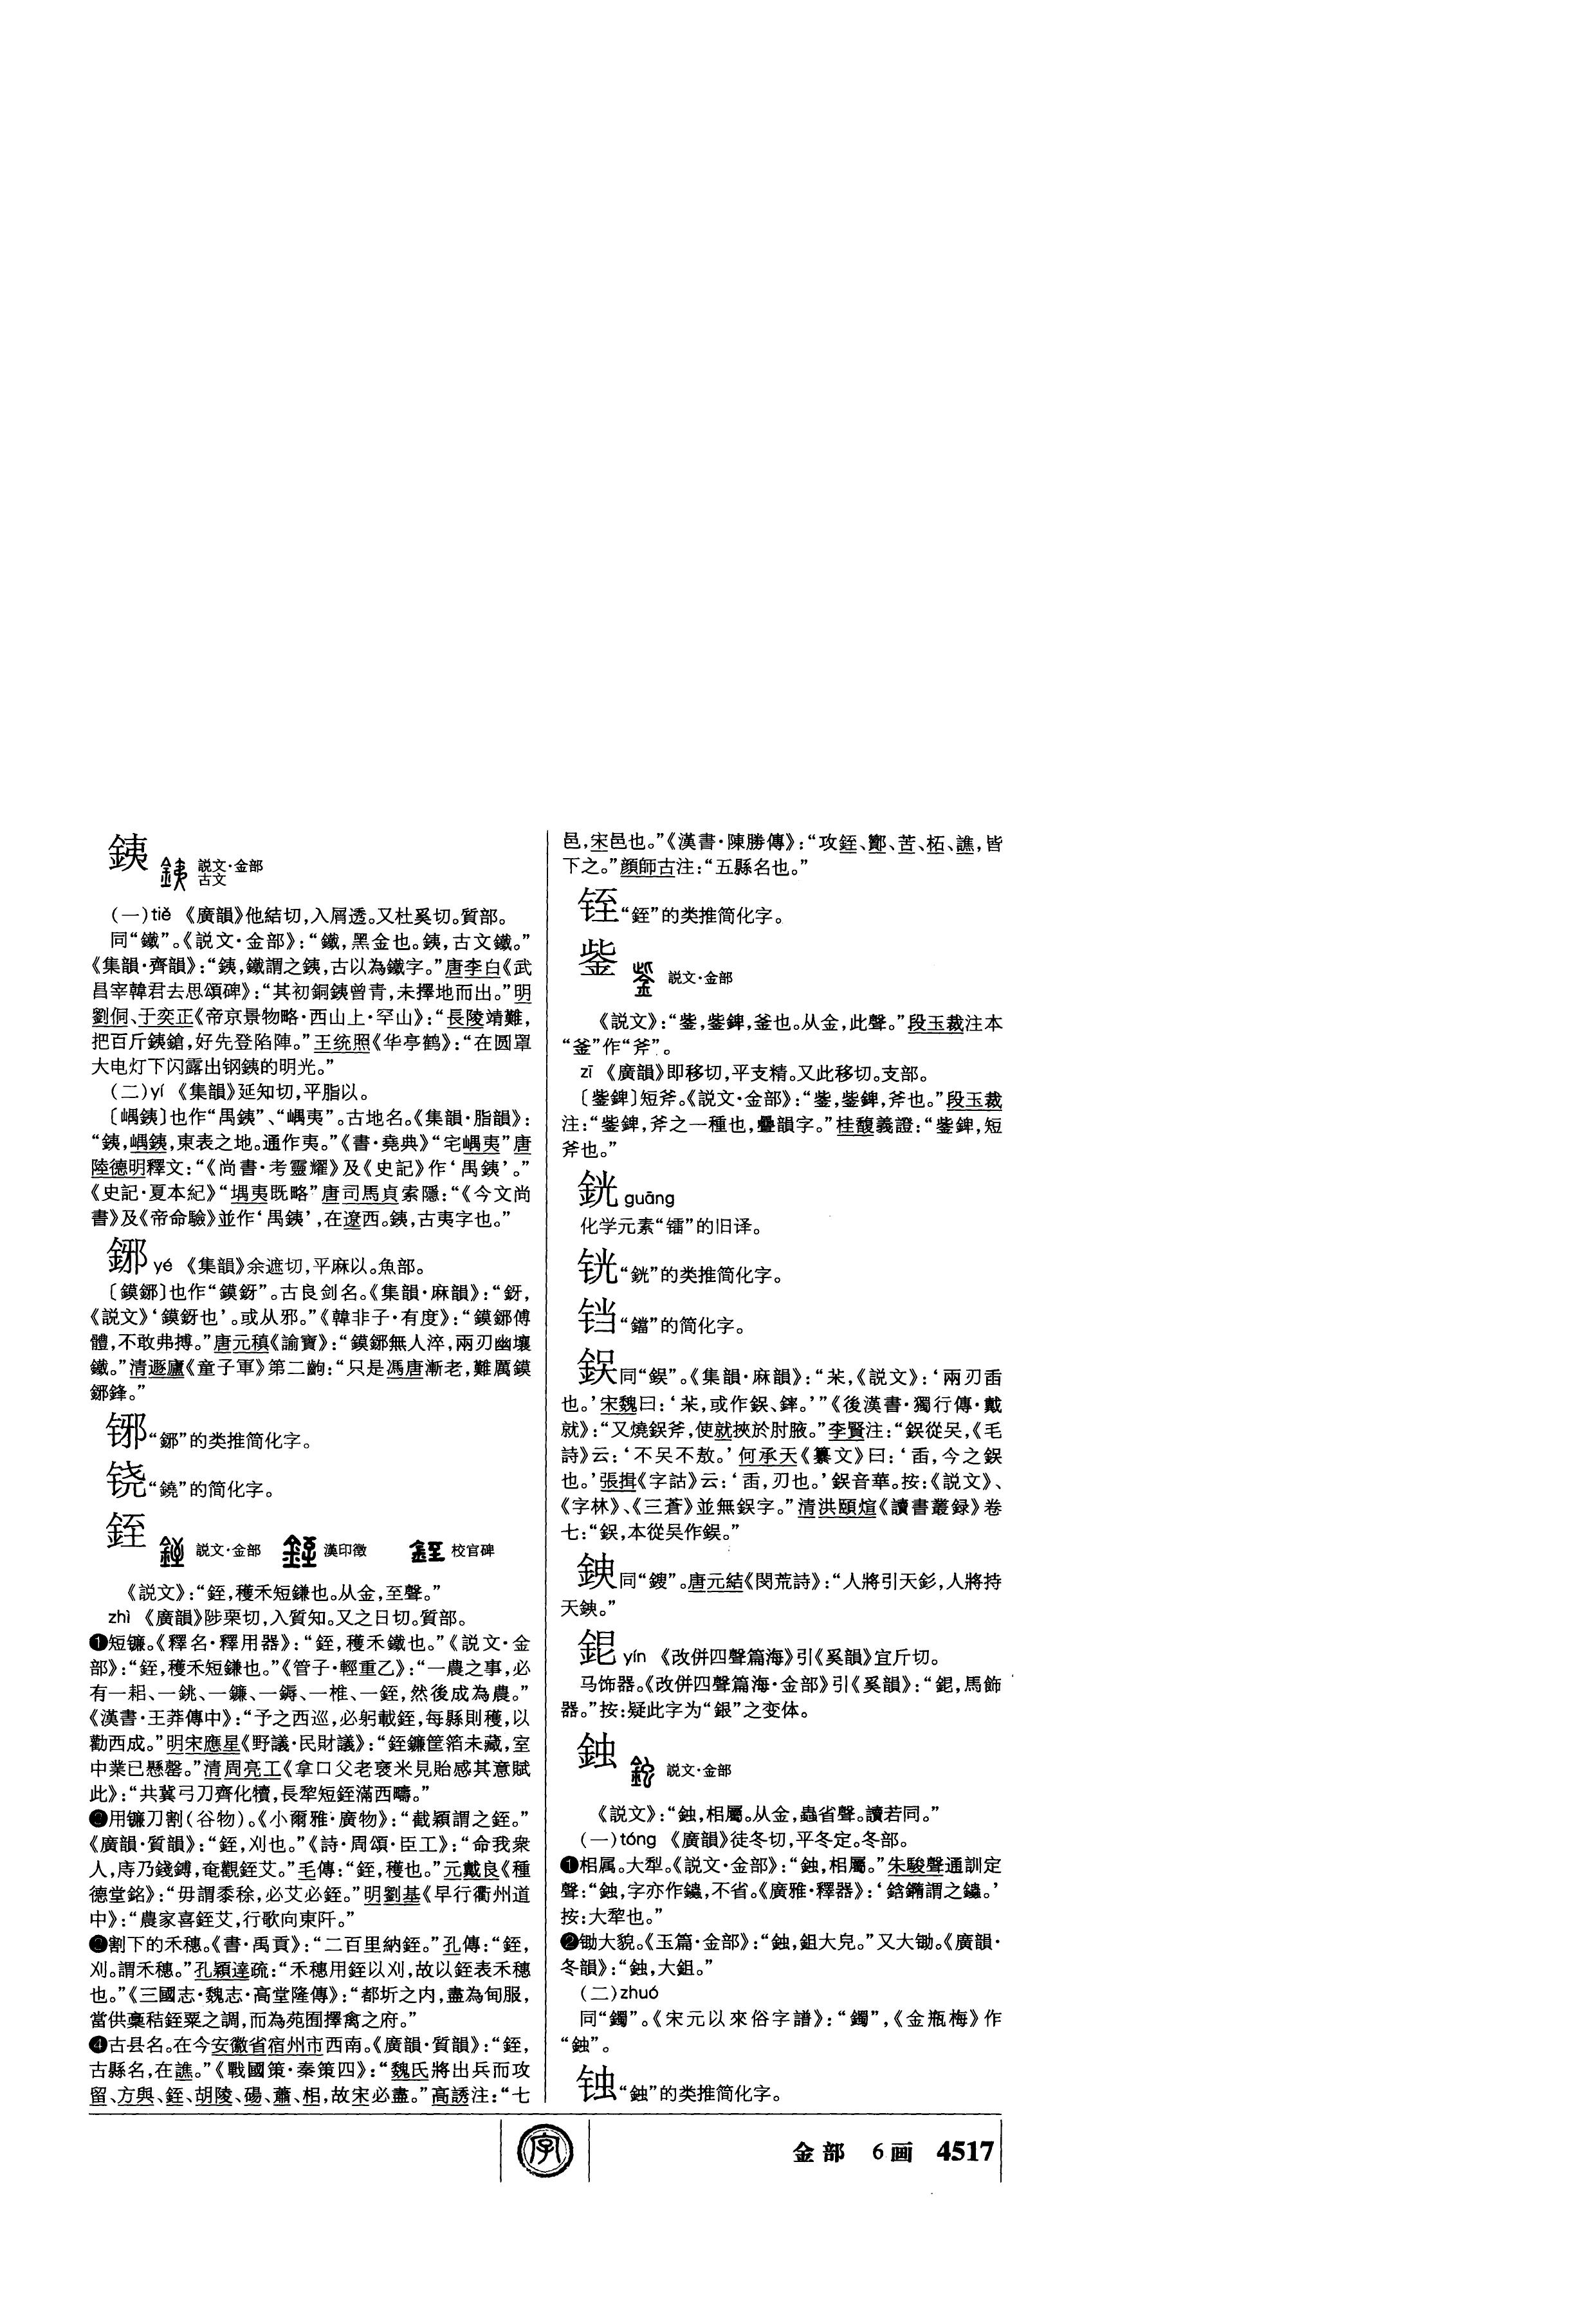 銕
説文·金部
古文
(一)tiě 《廣韻》他結切,入屑透。又杜奚切。質部。
同“鐵”。《説文·金部》:“鐵,黑金也。銕,古文鐵。”
《集韻·齊韻》:“銕,鐵謂之銕,古以為鐵字。”唐李白《武
昌宰韓君去思頌碑》:“其初銅銕曾青,未擇地而出。”明
劉侗、于奕正《帝京景物略·西山上·罕山》:“長陵靖難,
把百斤銕鎗,好先登陷陣。”王统照《华亭鹤》:“在圆罩
大电灯下闪露出钢銕的明光。”
(二)yí 《集韻》延知切,平脂以。
〔嵎銕〕也作“禺銕”、“嵎夷”。古地名。《集韻·脂韻》:
“銕,嵎銕,東表之地。通作夷。”《書·堯典》“宅嵎夷”唐
陸德明釋文:“《尚書·考靈耀》及《史記》作‘禺銕’。”
《史記·夏本紀》“堣夷既略”唐司馬貞索隱:“《今文尚
書》及《帝命驗》並作‘禺銕’,在遼西。銕,古夷字也。”
鎁 yé 《集韻》余遮切,平麻以。魚部。
〔鏌鎁〕也作“鏌釾”。古良剑名。《集韻·麻韻》:“釾,
《説文》‘鏌釾也’。或从邪。”《韓非子·有度》:“鏌鎁傅
體,不敢弗搏。”唐元稹《諭寶》:“鏌鎁無人淬,兩刃幽壤
鐵。”清遯廬《童子軍》第二齣:“只是馮唐漸老,難厲鏌
鎁鋒。”
铘“鎁”的类推简化字。
铙“鐃”的简化字。
銍
説文·金部 漢印徵 校官碑
《説文》:“銍,穫禾短鎌也。从金,至聲。”
zhì 《廣韻》陟栗切,入質知。又之日切。質部。
❶短镰。《釋名·釋用器》:“銍,穫禾鐵也。”《説文·金
部》:“銍,穫禾短鎌也。”《管子·輕重乙》:“一農之事,必
有一耜、一銚、一鐮、一鎒、一椎、一銍,然後成為農。”
《漢書·王莽傳中》:“予之西巡,必躬載銍,每縣則穫,以
勸西成。”明宋應星《野議·民財議》:“銍鐮筐箔未藏,室
中業已懸罄。”清周亮工《拿口父老裒米見貽感其意賦
此》:“共冀弓刀齊化犢,長犂短銍滿西疇。”
❷用镰刀割(谷物)。《小爾雅·廣物》:“截穎謂之銍。”
《廣韻·質韻》:“銍,刈也。”《詩·周頌·臣工》:“命我衆
人,庤乃錢鎛,奄觀銍艾。”毛傳:“銍,穫也。”元戴良《種
德堂銘》:“毋謂黍稌,必艾必銍。”明劉基《早行衢州道
中》:“農家喜銍艾,行歌向東阡。”
❸割下的禾穗。《書·禹貢》:“二百里納銍。”孔傳:“銍,
刈。謂禾穗。”孔穎達疏:“禾穗用銍以刈,故以銍表禾穗
也。”《三國志·魏志·高堂隆傳》:“都圻之内,盡為甸服,
當供藁秸銍粟之調,而為苑囿擇禽之府。”
❹古县名。在今安徽省宿州市西南。《廣韻·質韻》:“銍,
古縣名,在譙。”《戰國策·秦策四》:“魏氏將出兵而攻
留、方與、銍、胡陵、碭、蕭、相,故宋必盡。”高誘注:“七
邑,宋邑也。”《漢書·陳勝傳》:“攻銍、酇、苦、柘、譙,皆
下之。”顔師古注:“五縣名也。”
铚“銍”的类推简化字。
鈭
説文·金部
《説文》:“鈭,鈭錍,釜也。从金,此聲。”段玉裁注本
“釜”作“斧”。
zī 《廣韻》即移切,平支精。又此移切。支部。
〔鈭錍〕短斧。《説文·金部》:“鈭,鈭錍,斧也。”段玉裁
注:“鈭錍,斧之一種也,疊韻字。”桂馥義證:“鈭錍,短
斧也。”
銧 guāng
化学元素“镭”的旧译。
𨐈“銧”的类推简化字。
铛“鐺”的简化字。
鋘同“鋘”。《集韻·麻韻》:“茉,《説文》:‘兩刃臿
也。’宋魏曰:‘茉,或作鋘、鏵。’”《後漢書·獨行傳·戴
就》:“又燒鋘斧,使就挾於肘腋。”李賢注:“鋘從吴,《毛
詩》云:‘不吴不敖。’何承天《纂文》曰:‘臿,今之鋘
也。’張揖《字詁》云:‘臿,刃也。’鋘音華。按:《説文》、
《字林》、《三蒼》並無鋘字。”清洪頤煊《讀書叢録》卷
七:“鋘,本從吴作鋘。”
同“鎪”。唐元結《閔荒詩》:“人將引天釤,人將持
天。”
yín 《改併四聲篇海》引《奚韻》宜斤切。
马饰器。《改併四聲篇海·金部》引《奚韻》:“,馬飾
器。”按:疑此字为“銀”之变体。
鉵
説文·金部
《説文》:“鉵,相屬。从金,蟲省聲。讀若同。”
(一)tóng 《廣韻》徒冬切,平冬定。冬部。
❶相属。大犁。《説文·金部》:“鉵,相屬。”朱駿聲通訓定
聲:“鉵,字亦作鑪,不省。《廣雅·釋器》:‘鋡䥯謂之鑪。’
按:大犂也。”
❷锄大貌。《玉篇·金部》:“鉵,鉏大皃。”又大锄。《廣韻·
冬韻》:“鉵,大鉏。”
(二)zhuó
同“鐲”。《宋元以來俗字譜》:“鐲”,《金瓶梅》作
“鉵”。
“鉵”的类推简化字。
字
金部 6画 4517